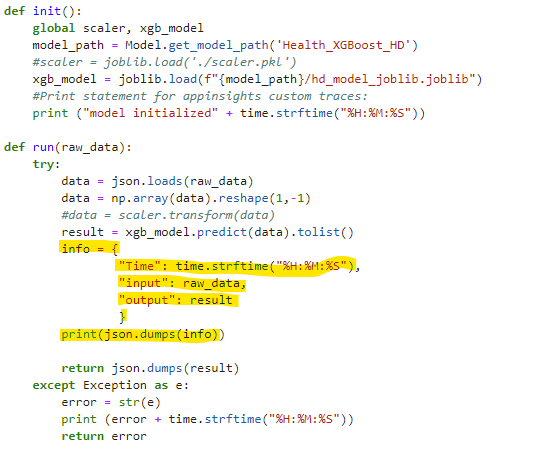 def init():
    global scaler, xgb_model
    model_path = Model.get_model_path('Health_XGBoost_HD')
    #scaler = joblib.load('./scaler.pkl')
    xgb_model = joblib.load(f"{model_path}/hd_model_joblib.joblib")
    #Print statement for appinsights custom traces:
    print ("model initialized" + time.strftime("%H:%M:%S"))

def run(raw_data):
    try:
        data = json.loads(raw_data)
        data = np.array(data).reshape(1,-1)
        #data = scaler.transform(data)
        result = xgb_model.predict(data).tolist()
        info = {
                "Time": time.strftime("%H:%M:%S"),
                "input": raw_data,
                "output": result
                }
        print(json.dumps(info))

        return json.dumps(result)
    except Exception as e:
        error = str(e)
        print (error + time.strftime("%H:%M:%S"))
        return error